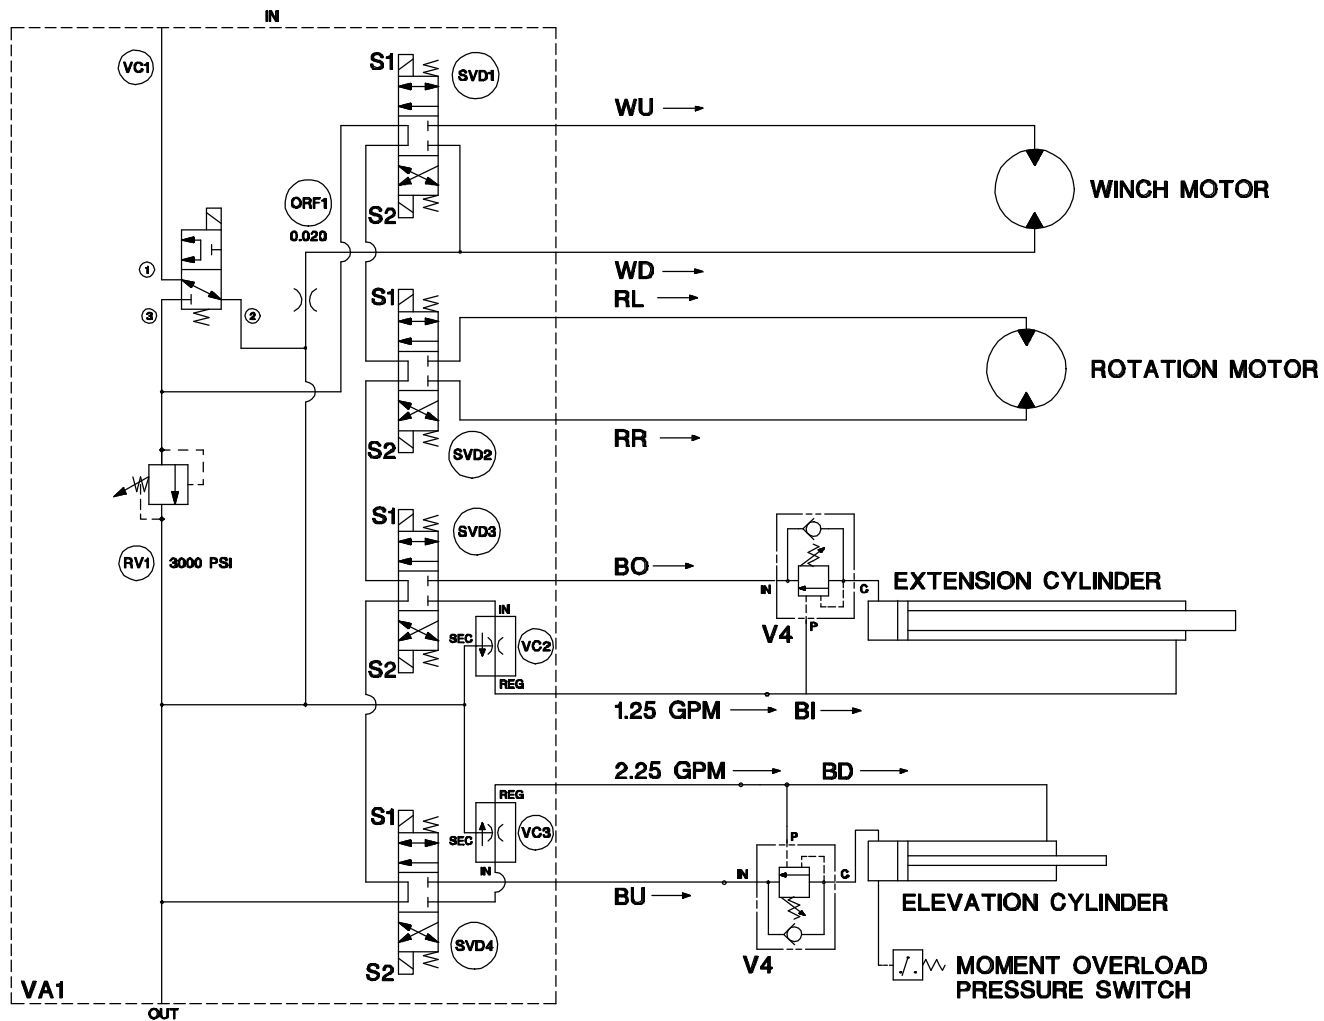 IN
VC1
S1
SVD1
WU
ORF1
0.020
S2
WINCH MOTOR
1
3
2
WD
RL
S1
ROTATION MOTOR
S2
SVD2
RR
S1
SVD3
RV1 3000 PSI
BO
IN
C
P
V4
EXTENSION CYLINDER
S2
IN
SEC
VC2
REG
1.25 GPM
BI
2.25 GPM
BD
S1
REG
SEC
VC3
IN
P
IN
C
BU
ELEVATION CYLINDER
S2
SVD4
V4
MOMENT OVERLOAD
PRESSURE SWITCH
VA1
OUT